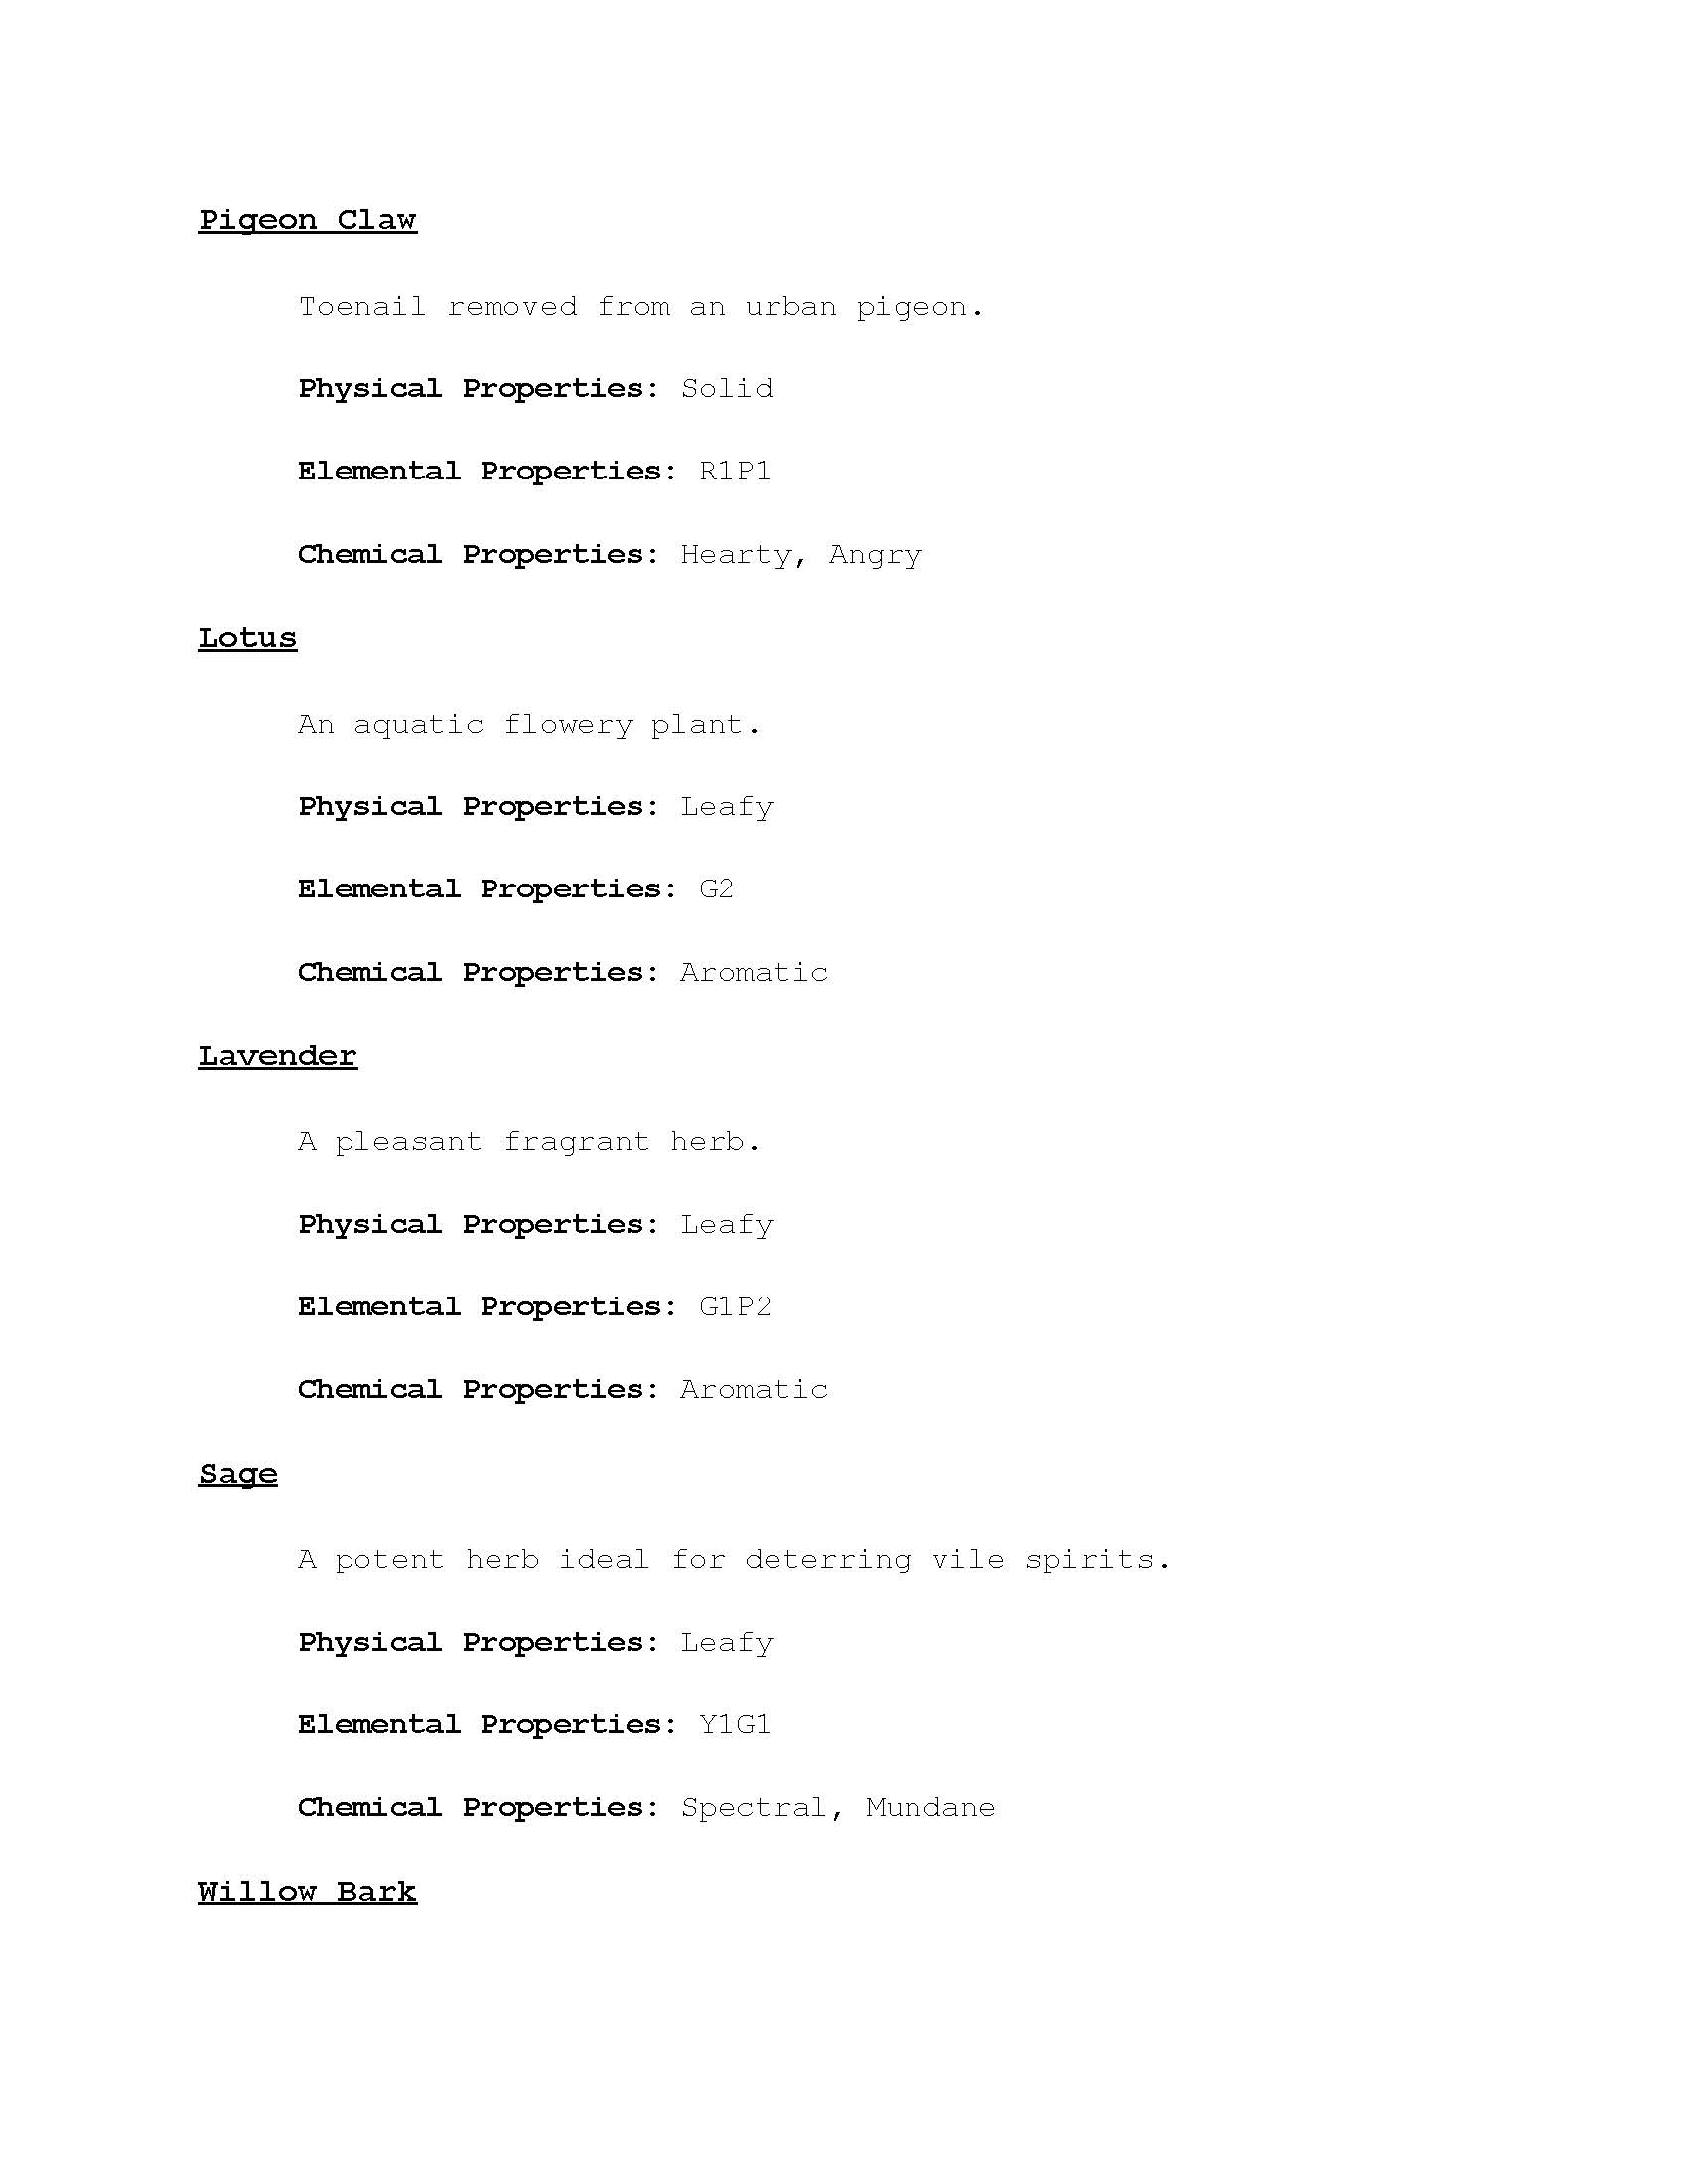 Pigeon Claw
Toenail removed from an urban pigeon.
Physical Properties: Solid
Elemental Properties: R1P1
Chemical Properties: Hearty, Angry
Lotus
An aquatic flowery plant.
Physical Properties: Leafy
Elemental Properties: G2
Chemical Properties: Aromatic
Lavender
A pleasant fragrant herb.
Physical Properties: Leafy
Elemental Properties: G1P2
Chemical Properties: Aromatic
Sage
A potent herb ideal for deterring vile spirits.
Physical Properties: Leafy
Elemental Properties: Y1G1
Chemical Properties: Spectral, Mundane
Willow Bark